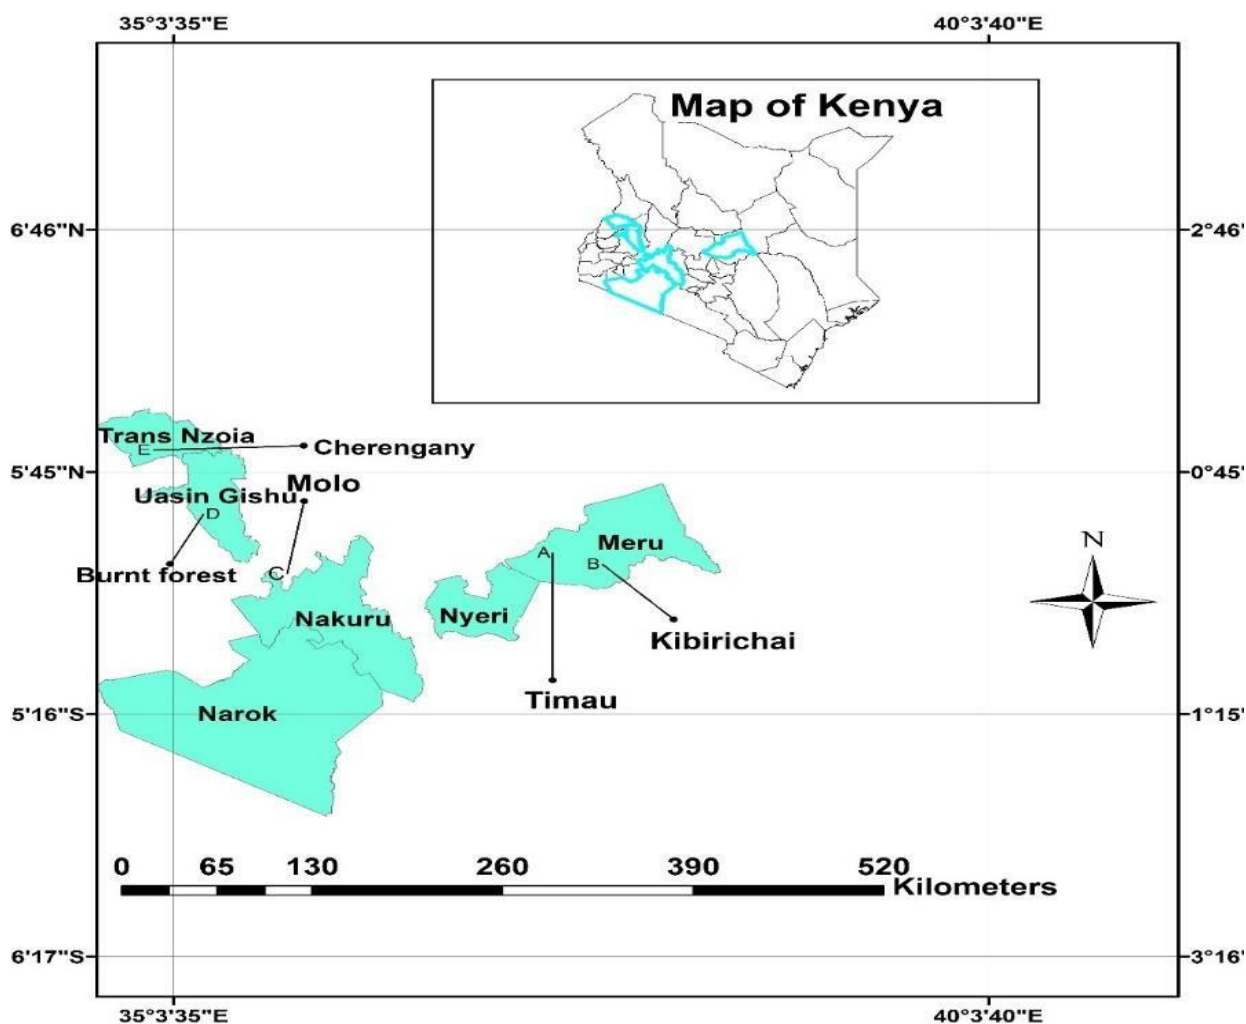 35°3'35"E 40°3'40"E
Map of Kenya
6'46"N 2°46'
Trans Nzoia
E
Cherengany
5'45"N 0°45'
Molo
Uasin Gishu
D
Meru
A
B
C
Burnt forest
N
Nakuru
Nyeri
Kibirichai
Timau
Narok
5'16"S 1°15'
0 65 130 260 390 520
Kilometers
6'17"S 3°16'
35°3'35"E 40°3'40"E